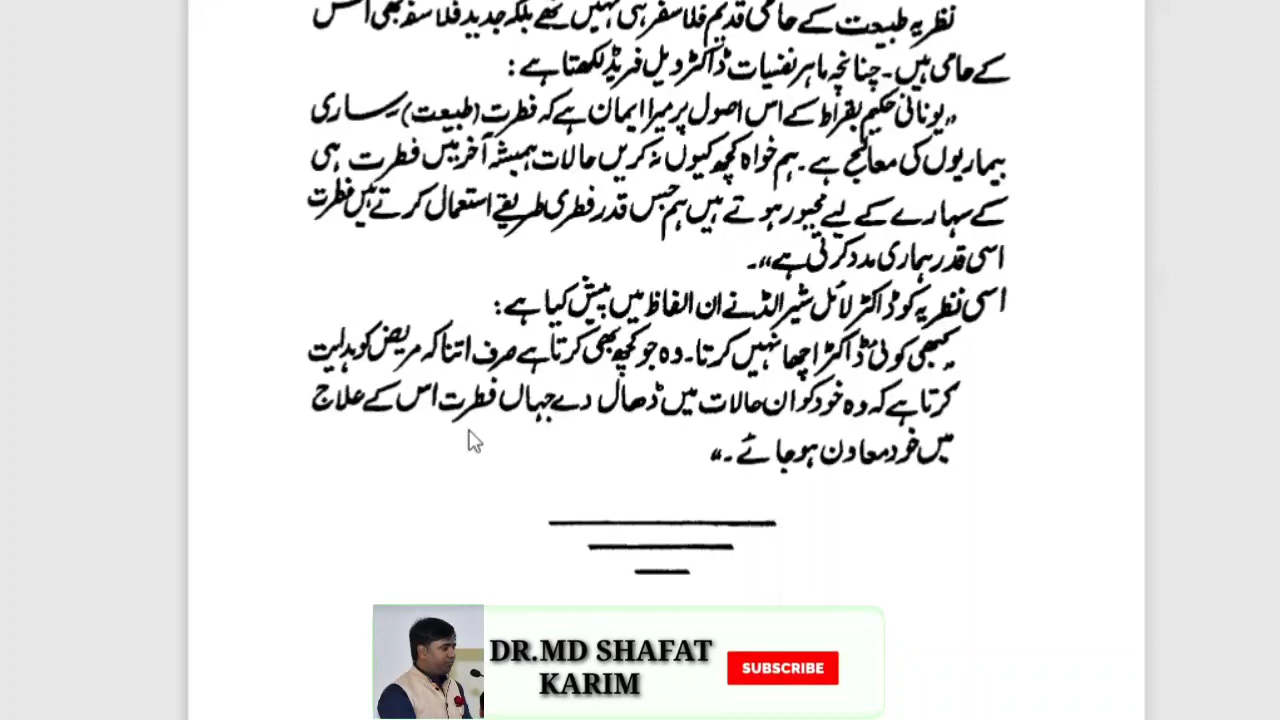 نظریہ طبیعت کے حامی قدیم فلاسفر ہی نہیں تھے بلکہ جدید فلاسفہ بھی اس
کے حامی ہیں۔ چنانچہ ماہر نفسیات ڈاکٹر ویل فریڈ لکھتا ہے:
"یونانی حکیم بقراط کے اس اصول پر میرا ایمان ہے کہ فطرت (طبیعت) ساری
بیماریوں کی معالج ہے۔ ہم خواہ کچھ کیوں نہ کریں حالات ہمیشہ آخر میں فطرت ہی
کے سہارے کے لیے مجبور ہوتے ہیں ہم جس قدر فطری طریقے استعمال کرتے ہیں فطرت
اسی قدر ہماری مدد کرتی ہے"۔
اسی نظریہ کو ڈاکٹر لائل شیرالڈ نے ان الفاظ میں پیش کیا ہے:
"کبھی کوئی ڈاکٹر اچھا نہیں کرتا۔ وہ جو کچھ بھی کرتا ہے صرف اتنا کہ مریض کو ہدایت
کرتا ہے کہ وہ خود کو ان حالات میں ڈھال دے جہاں فطرت اس کے علاج
میں خود معاون ہو جائے۔"
DR.MD SHAFAT
KARIM
SUBSCRIBE